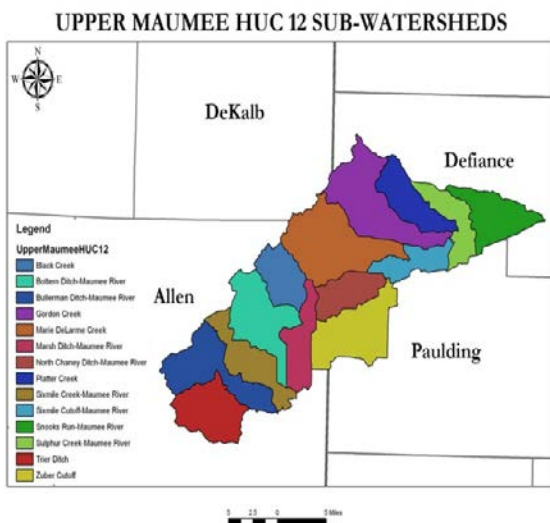 UPPER MAUMEE HUC 12 SUB-WATERSHEDS
N
W E
S
DeKalb
Defiance
Allen
Paulding
Legend
UpperMaumeeHUC12
Black Creek
Bottern Ditch-Maumee River
Bullerman Ditch-Maumee River
Gordon Creek
Marie DeLarme Creek
Marsh Ditch-Maumee River
North Chaney Ditch-Maumee River
Platter Creek
Sixmile Creek-Maumee River
Sixmile Cutoff-Maumee River
Snooks Run-Maumee River
Sulphur Creek-Maumee River
Trier Ditch
Zuber Cutoff
5 2.5 0 5 Miles